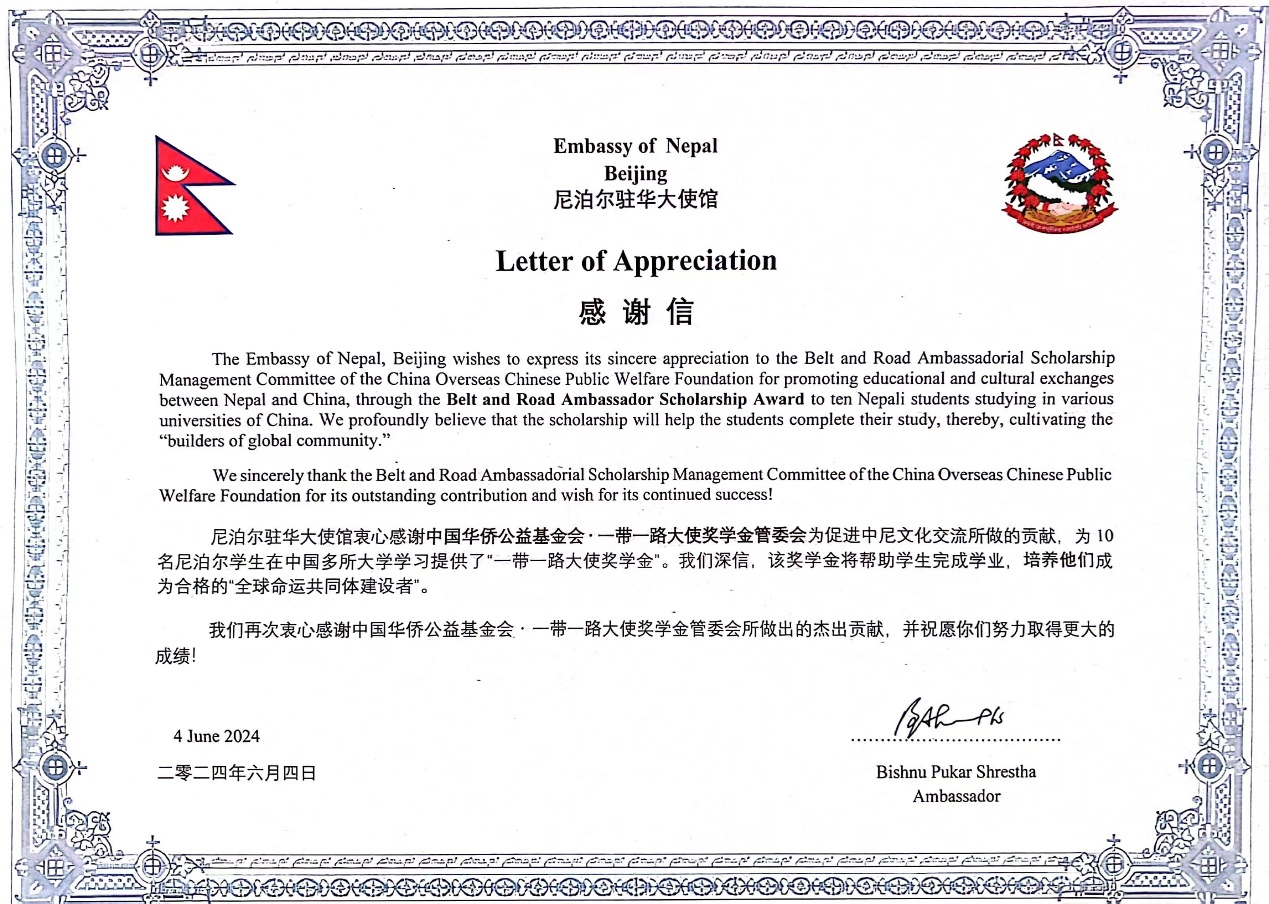 Embassy of Nepal
Beijing
尼泊尔驻华大使馆
Letter of Appreciation
感谢信
The Embassy of Nepal, Beijing wishes to express its sincere appreciation to the Belt and Road Ambassadorial Scholarship
Management Committee of the China Overseas Chinese Public Welfare Foundation for promoting educational and cultural exchanges
between Nepal and China, through the Belt and Road Ambassador Scholarship Award to ten Nepali students studying in various
universities of China. We profoundly believe that the scholarship will help the students complete their study, thereby, cultivating the
“builders of global community.”
We sincerely thank the Belt and Road Ambassadorial Scholarship Management Committee of the China Overseas Chinese Public
Welfare Foundation for its outstanding contribution and wish for its continued success!
尼泊尔驻华大使馆衷心感谢中国华侨公益基金会·一带一路大使奖学金管委会为促进中尼文化交流所做的贡献，为 10
名尼泊尔学生在中国多所大学学习提供了“一带一路大使奖学金”。我们深信，该奖学金将帮助学生完成学业，培养他们成
为合格的“全球命运共同体建设者”。
我们再次衷心感谢中国华侨公益基金会·一带一路大使奖学金管委会所做出的杰出贡献，并祝愿你们努力取得更大的
成绩！
4 June 2024
二零二四年六月四日
Bishnu Pukar Shrestha
Ambassador